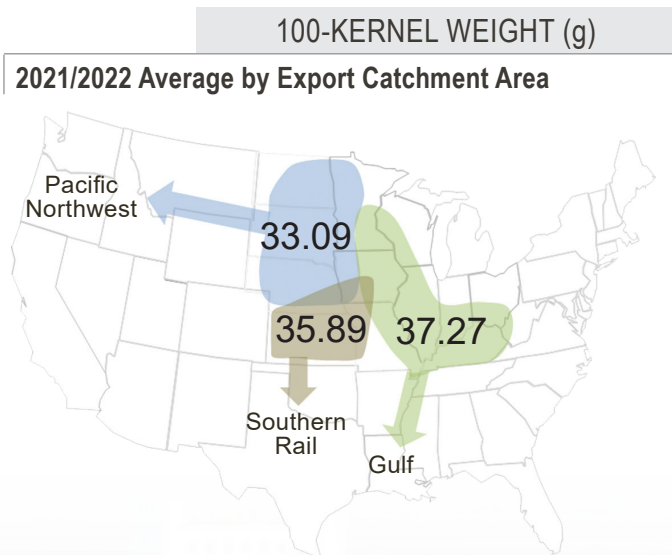 100-KERNEL WEIGHT (g)
2021/2022 Average by Export Catchment Area
Pacific
Northwest
33.09
35.89
37.27
Southern
Rail
Gulf